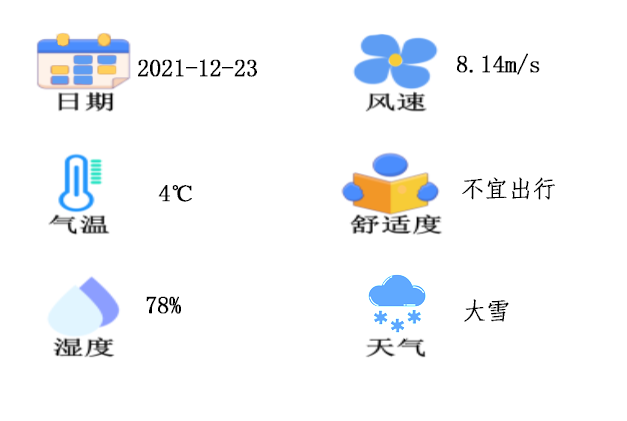 2021-12-23
日期
8.14m/s
风速
4℃
气温
不宜出行
舒适度
78%
湿度
大雪
天气